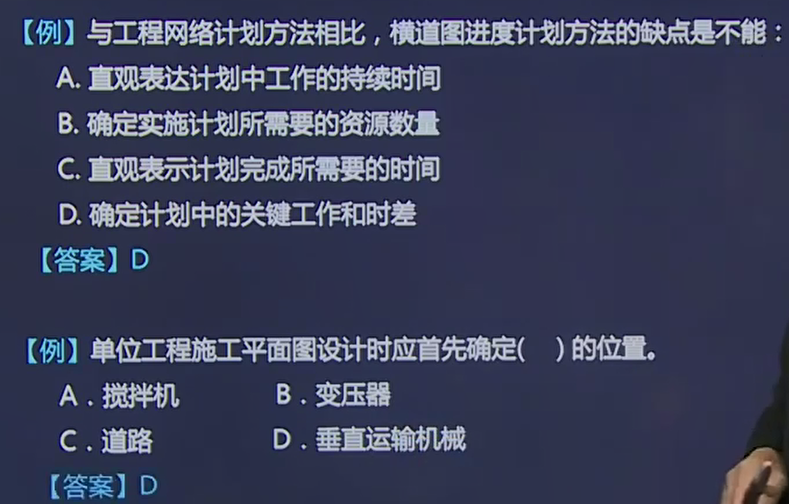 【例】与工程网络计划方法相比，横道图进度计划方法的缺点是不能：
A. 直观表达计划中工作的持续时间
B. 确定实施计划所需要的资源数量
C. 直观表示计划完成所需要的时间
D. 确定计划中的关键工作和时差
【答案】D
【例】单位工程施工平面图设计时应首先确定(    )的位置。
A．搅拌机    B．变压器
C．道路    D．垂直运输机械
【答案】D